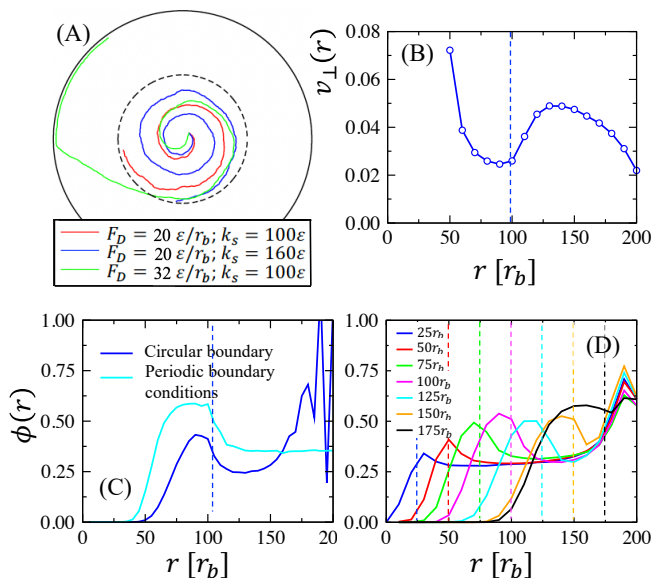 (A)
F_D = 20 ε/r_b; k_s = 100ε
F_D = 20 ε/r_b; k_s = 160ε
F_D = 32 ε/r_b; k_s = 100ε
(B)
v_⊥(r)
0.08
0.06
0.04
0.02
0.00
0 50 100 150 200
r [r_b]
(C)
ϕ(r)
1.00
0.75
0.50
0.25
0.00
Circular boundary
Periodic boundary
conditions
0 50 100 150 200
r [r_b]
(D)
1.00
0.75
0.50
0.25
0.00
25r_b
50r_b
75r_b
100r_b
125r_b
150r_b
175r_b
0 50 100 150 200
r [r_b]